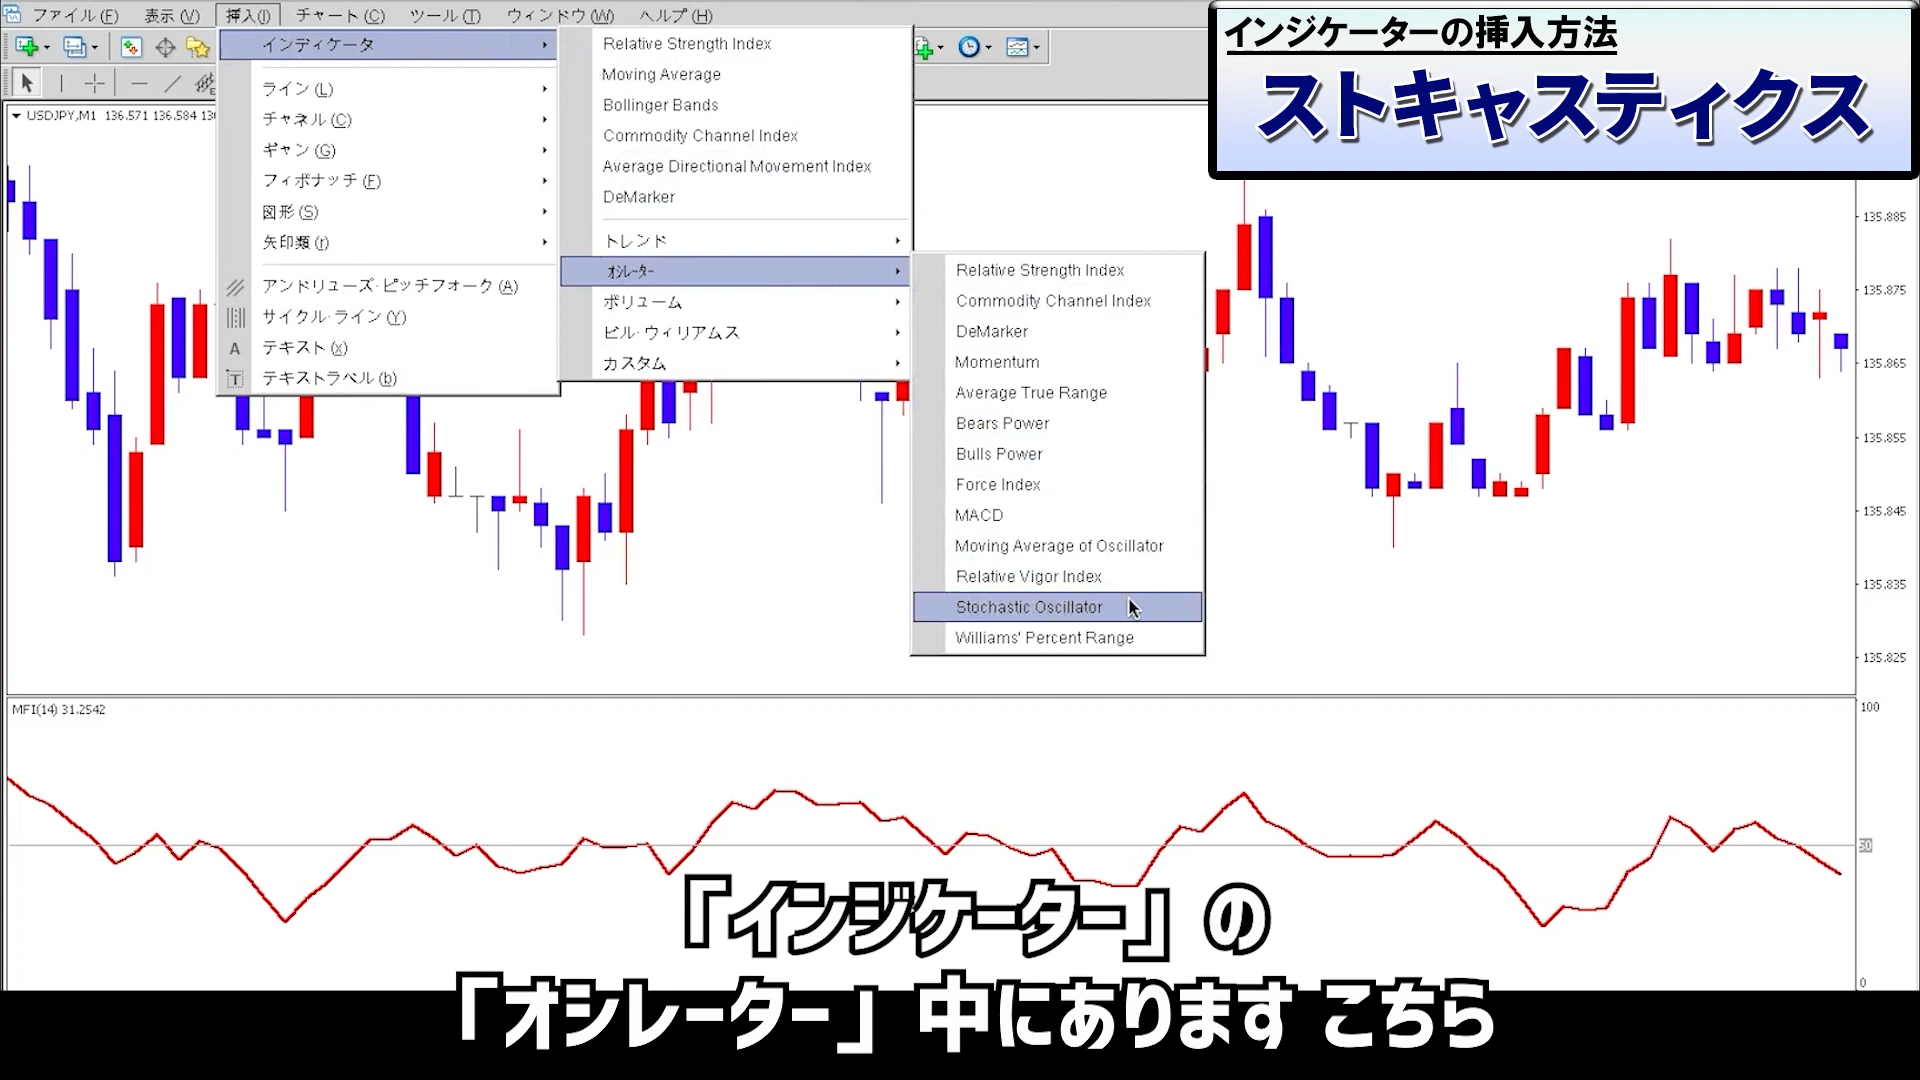 ファイル (F) 表示 (V) 挿入(I) チャート (C) ツール (T) ウィンドウ (W) ヘルプ (H)
インジケーターの挿入方法
ストキャスティクス
インディケータ
ライン (L)
チャネル (C)
ギャン (G)
フィボナッチ (F)
図形 (S)
矢印類 (r)
アンドリューズ・ピッチフォーク (A)
サイクル・ライン (Y)
テキスト (x)
テキストラベル (b)
Relative Strength Index
Moving Average
Bollinger Bands
Commodity Channel Index
Average Directional Movement Index
DeMarker
トレンド
オシレーター
ボリューム
ビル・ウィリアムス
カスタム
Relative Strength Index
Commodity Channel Index
DeMarker
Momentum
Average True Range
Bears Power
Bulls Power
Force Index
MACD
Moving Average of Oscillator
Relative Vigor Index
Stochastic Oscillator
Williams' Percent Range
USDJPY,M1 136.571 136.584
135.885
135.875
135.865
135.855
135.845
135.835
135.825
MFI(14) 31.2542
100
50
0
「インジケーター」の
「オシレーター」中にあります こちら